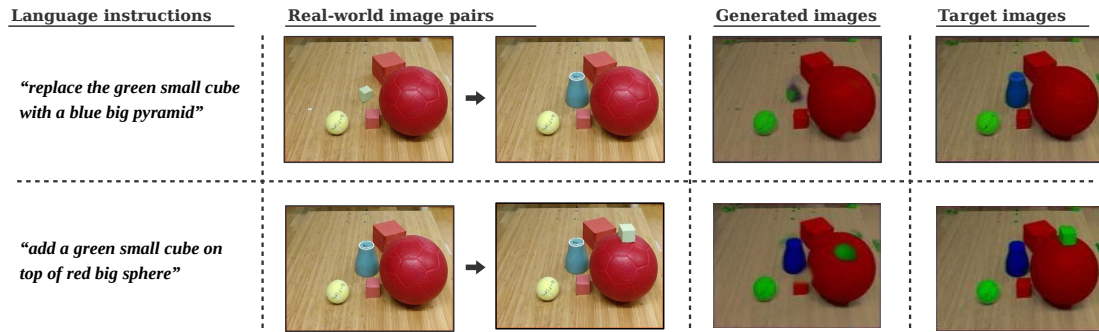 Language instructions
Real-world image pairs
Generated images
Target images
“replace the green small cube
with a blue big pyramid”
“add a green small cube on
top of red big sphere”